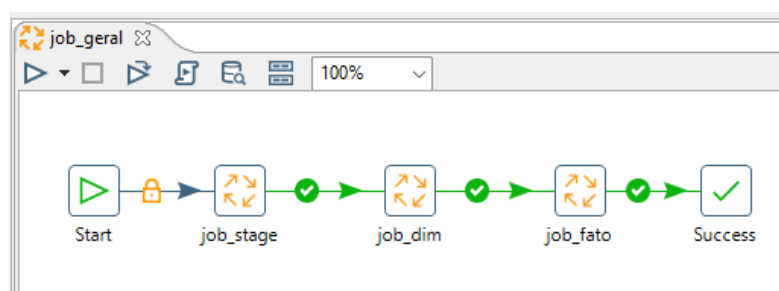 job_geral
100%
Start
job_stage
job_dim
job_fato
Success